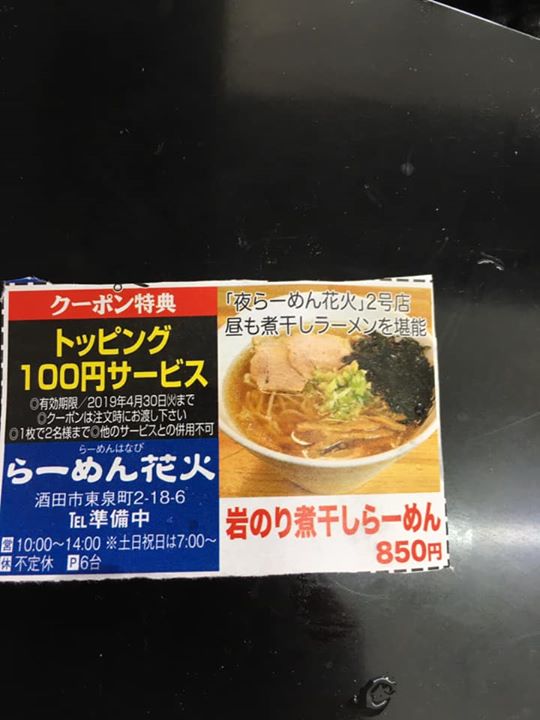 クーポン特典
トッピング
100円サービス
◎有効期限/2019年4月30日㈫まで
◎クーポンは注文時にお渡し下さい
◎1枚で2名様まで◎他のサービスとの併用不可
らーめんはなび
らーめん花火
酒田市東泉町2-18-6
TEL準備中
営10:00〜14:00 ※土日祝日は7:00〜
休不定休 P6台
「夜らーめん花火」2号店
昼も煮干しラーメンを堪能
岩のり煮干しらーめん
850円